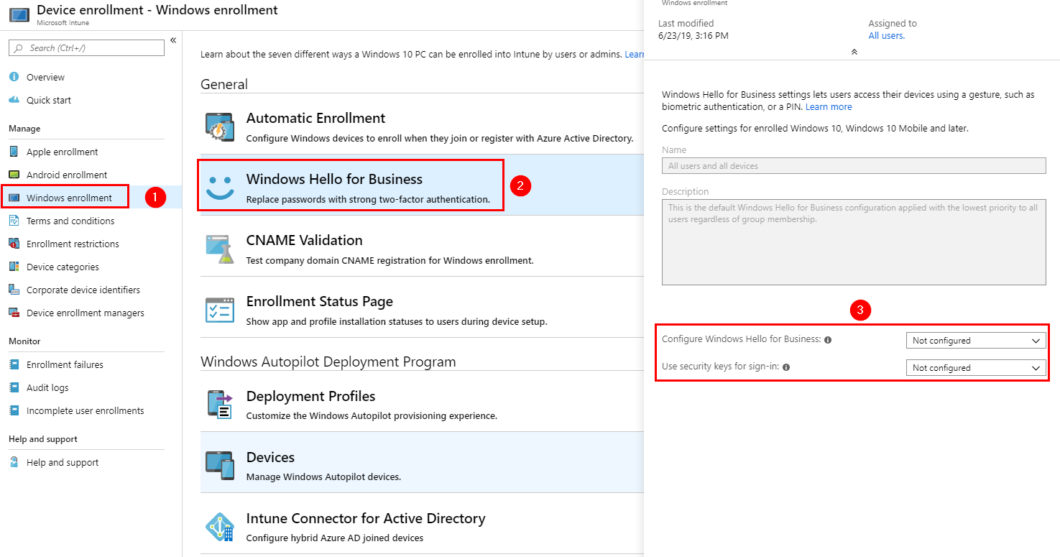 Device enrollment - Windows enrollment
Microsoft Intune
Search (Ctrl+/)
«
Overview
Quick start
Manage
Apple enrollment
Android enrollment
Windows enrollment
1
Terms and conditions
Enrollment restrictions
Device categories
Corporate device identifiers
Device enrollment managers
Monitor
Enrollment failures
Audit logs
Incomplete user enrollments
Help and support
Help and support
Learn about the seven different ways a Windows 10 PC can be enrolled into Intune by users or admins. Lear
General
Automatic Enrollment
Configure Windows devices to enroll when they join or register with Azure Active Directory.
Windows Hello for Business
Replace passwords with strong two-factor authentication.
2
CNAME Validation
Test company domain CNAME registration for Windows enrollment.
Enrollment Status Page
Show app and profile installation statuses to users during device setup.
Windows Autopilot Deployment Program
Deployment Profiles
Customize the Windows Autopilot provisioning experience.
Devices
Manage Windows Autopilot devices.
Intune Connector for Active Directory
Configure hybrid Azure AD joined devices
Windows enrollment
Last modified
6/23/19, 3:16 PM
Assigned to
All users.
Windows Hello for Business settings lets users access their devices using a gesture, such as
biometric authentication, or a PIN. Learn more
Configure settings for enrolled Windows 10, Windows 10 Mobile and later.
Name
All users and all devices
Description
This is the default Windows Hello for Business configuration applied with the lowest priority to all
users regardless of group membership.
3
Configure Windows Hello for Business: Not configured
Use security keys for sign-in: Not configured